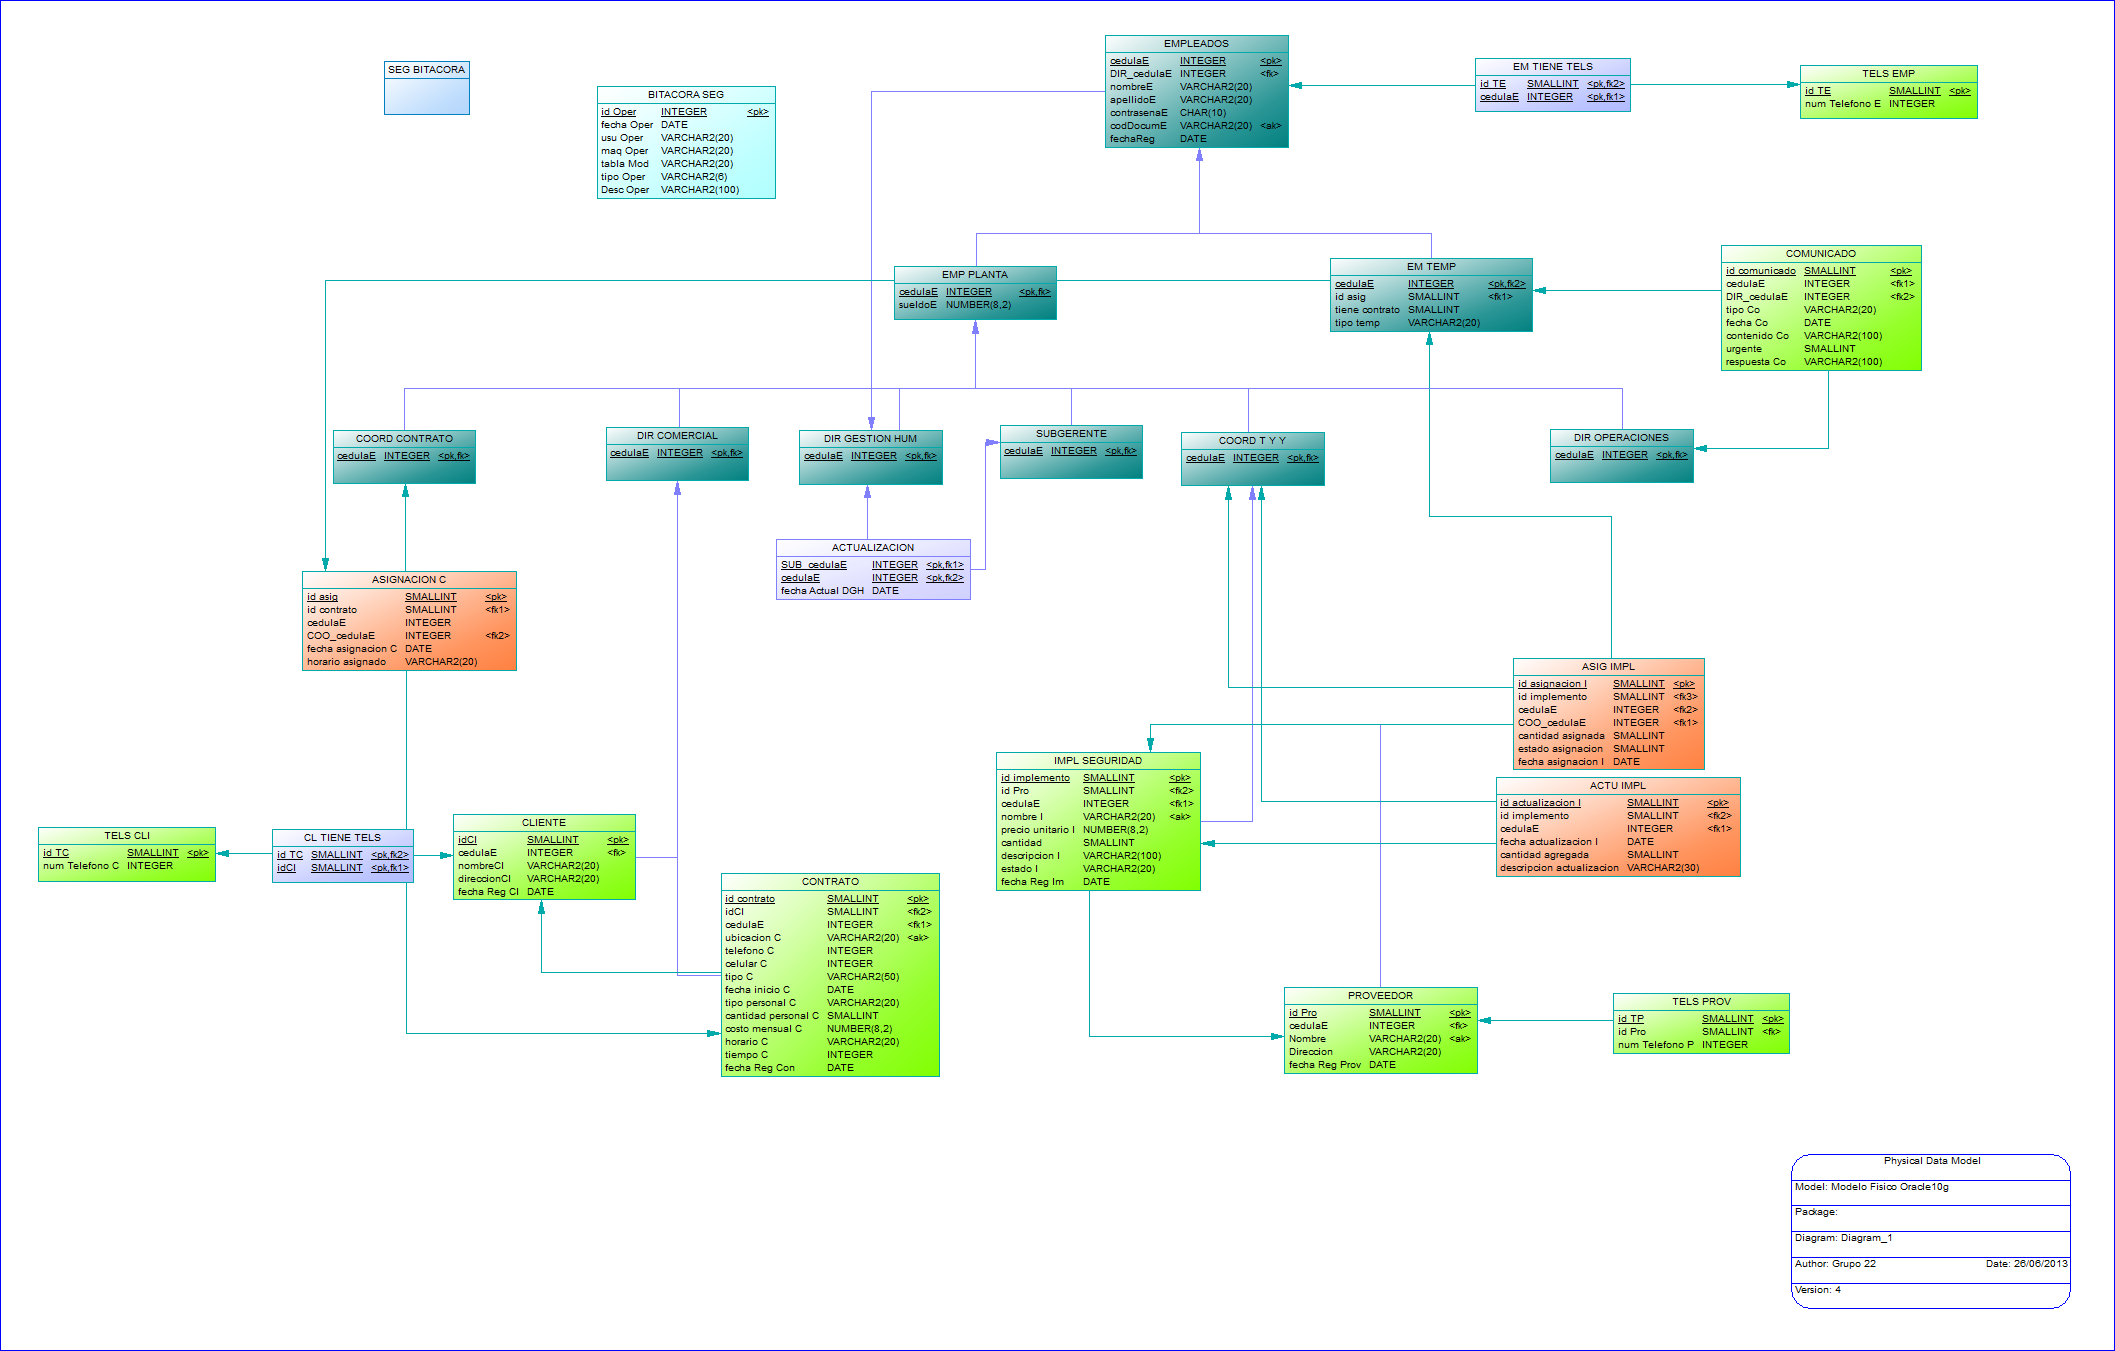 SEG BITACORA
BITACORA SEG
id Oper INTEGER <pk>
fecha Oper DATE
usu Oper VARCHAR2(20)
maq Oper VARCHAR2(20)
tabla Mod VARCHAR2(20)
tipo Oper VARCHAR2(6)
Desc Oper VARCHAR2(100)
EMPLEADOS
cedulaE INTEGER <pk>
DIR_cedulaE INTEGER <fk>
nombreE VARCHAR2(20)
apellidoE VARCHAR2(20)
contrasenaE CHAR(10)
codDocumE VARCHAR2(20) <ak>
fechaReg DATE
EM TIENE TELS
id TE SMALLINT <pk,fk2>
cedulaE INTEGER <pk,fk1>
TELS EMP
id TE SMALLINT <pk>
num Telefono E INTEGER
EMP PLANTA
cedulaE INTEGER <pk,fk>
sueldoE NUMBER(8,2)
EM TEMP
cedulaE INTEGER <pk,fk2>
id asig SMALLINT <fk1>
tiene contrato SMALLINT
tipo temp VARCHAR2(20)
COMUNICADO
id comunicado SMALLINT <pk>
cedulaE INTEGER <fk1>
DIR_cedulaE INTEGER <fk2>
tipo Co VARCHAR2(20)
fecha Co DATE
contenido Co VARCHAR2(100)
urgente SMALLINT
respuesta Co VARCHAR2(100)
COORD CONTRATO
cedulaE INTEGER <pk,fk>
DIR COMERCIAL
cedulaE INTEGER <pk,fk>
DIR GESTION HUM
cedulaE INTEGER <pk,fk>
SUBGERENTE
cedulaE INTEGER <pk,fk>
COORD T Y Y
cedulaE INTEGER <pk,fk>
DIR OPERACIONES
cedulaE INTEGER <pk,fk>
ACTUALIZACION
SUB_cedulaE INTEGER <pk,fk1>
cedulaE INTEGER <pk,fk2>
fecha Actual DGH DATE
ASIGNACION C
id asig SMALLINT <pk>
id contrato SMALLINT <fk1>
cedulaE INTEGER
COO_cedulaE INTEGER <fk2>
fecha asignacion C DATE
horario asignado VARCHAR2(20)
ASIG IMPL
id asignacion I SMALLINT <pk>
id implemento SMALLINT <fk3>
cedulaE INTEGER <fk2>
COO_cedulaE INTEGER <fk1>
cantidad asignada SMALLINT
estado asignacion SMALLINT
fecha asignacion I DATE
IMPL SEGURIDAD
id implemento SMALLINT <pk>
id Pro SMALLINT <fk2>
cedulaE INTEGER <fk1>
nombre I VARCHAR2(20) <ak>
precio unitario I NUMBER(8,2)
cantidad SMALLINT
descripcion I VARCHAR2(100)
estado I VARCHAR2(20)
fecha Reg Im DATE
ACTU IMPL
id actualizacion I SMALLINT <pk>
id implemento SMALLINT <fk2>
cedulaE INTEGER <fk1>
fecha actualizacion I DATE
cantidad agregada SMALLINT
descripcion actualizacion VARCHAR2(30)
TELS CLI
id TC SMALLINT <pk>
num Telefono C INTEGER
CL TIENE TELS
id TC SMALLINT <pk,fk2>
idCl SMALLINT <pk,fk1>
CLIENTE
idCl SMALLINT <pk>
cedulaE INTEGER <fk>
nombreCl VARCHAR2(20)
direccionCl VARCHAR2(20)
fecha Reg Cl DATE
CONTRATO
id contrato SMALLINT <pk>
idCl SMALLINT <fk2>
cedulaE INTEGER <fk1>
ubicacion C VARCHAR2(20) <ak>
telefono C INTEGER
celular C INTEGER
tipo C VARCHAR2(50)
fecha inicio C DATE
tipo personal C VARCHAR2(20)
cantidad personal C SMALLINT
costo mensual C NUMBER(8,2)
horario C VARCHAR2(20)
tiempo C INTEGER
fecha Reg Con DATE
PROVEEDOR
id Pro SMALLINT <pk>
cedulaE INTEGER <fk>
Nombre VARCHAR2(20) <ak>
Direccion VARCHAR2(20)
fecha Reg Prov DATE
TELS PROV
id TP SMALLINT <pk>
id Pro SMALLINT <fk>
num Telefono P INTEGER
Physical Data Model
Model: Modelo Fisico Oracle10g
Package:
Diagram: Diagram_1
Author: Grupo 22 Date: 26/06/2013
Version: 4